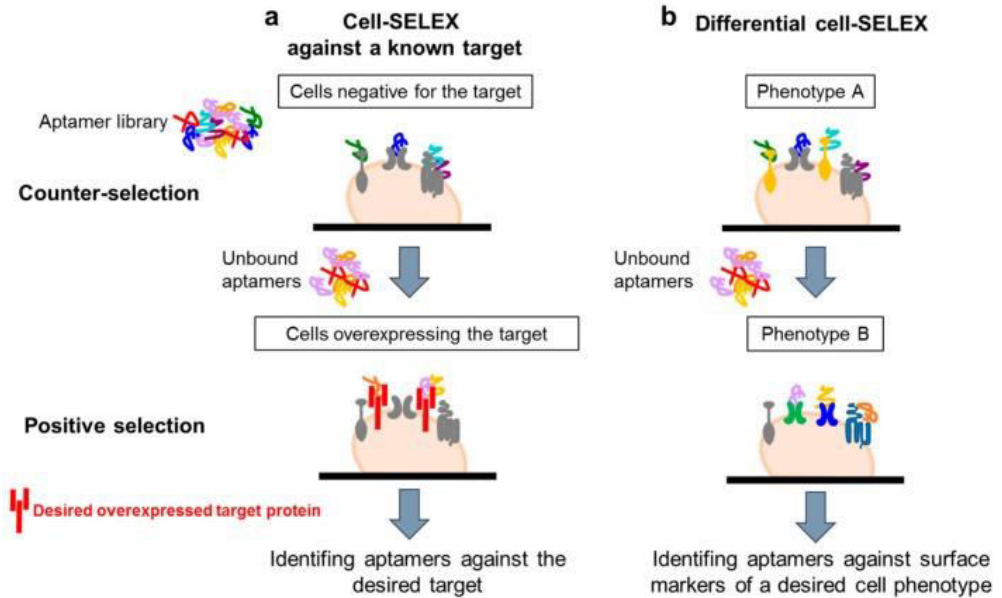 a
Cell-SELEX
against a known target
b
Differential cell-SELEX
Cells negative for the target
Phenotype A
Aptamer library
Counter-selection
Unbound
aptamers
Unbound
aptamers
Cells overexpressing the target
Phenotype B
Positive selection
Desired overexpressed target protein
Identifing aptamers against the
desired target
Identifing aptamers against surface
markers of a desired cell phenotype